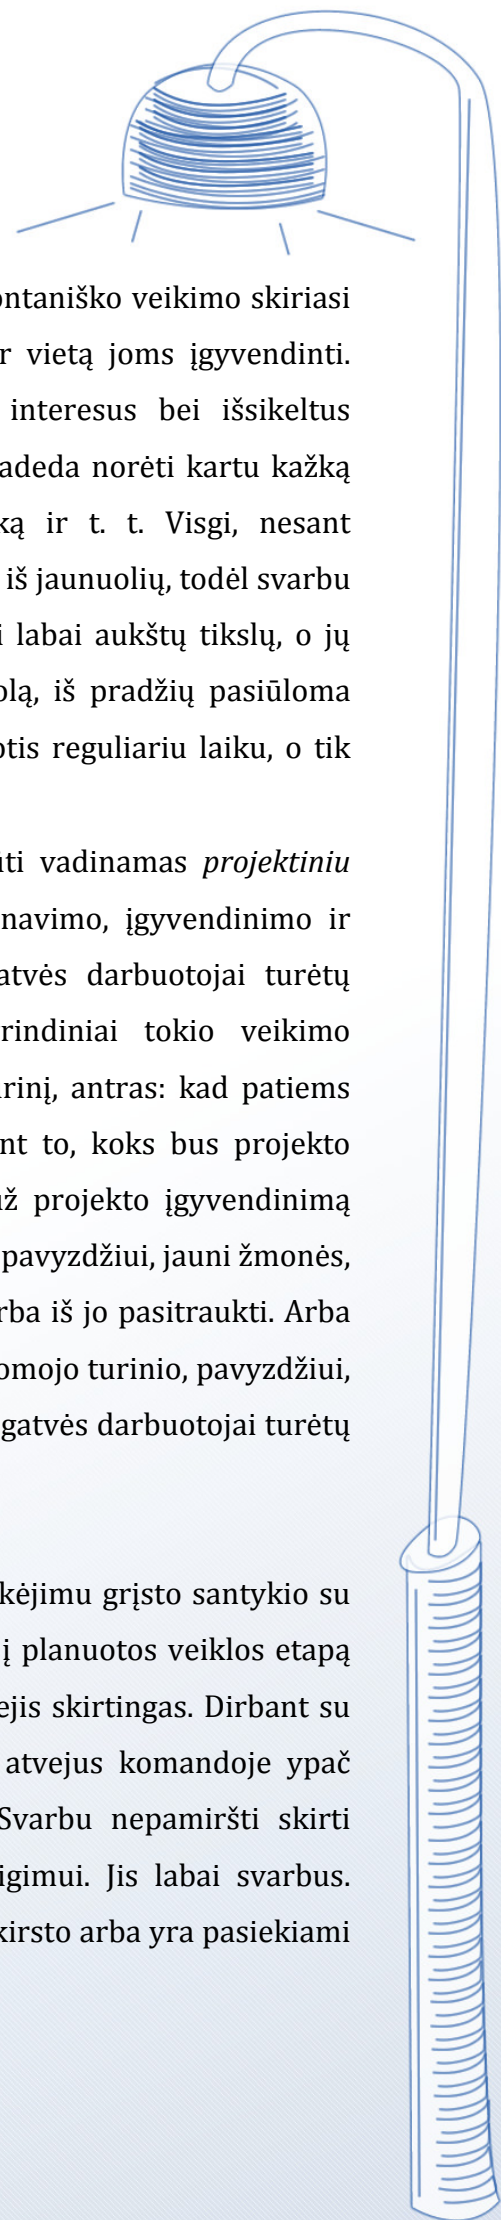 ontaniško veikimo skiriasi
r vietą joms įgyvendinti.
interesus bei išsikeltus
adeda norėti kartu kažką
ką ir t. t. Visgi, nesant
iš jaunuolių, todėl svarbu
i labai aukštų tikslų, o jų
olą, iš pradžių pasiūloma
otis reguliariu laiku, o tik
ūti vadinamas projektiniu
navimo, įgyvendinimo ir
atvės darbuotojai turėtų
rindiniai tokio veikimo
urinį, antras: kad patiems
nt to, koks bus projekto
už projekto įgyvendinimą
pavyzdžiui, jauni žmonės,
rba iš jo pasitraukti. Arba
omojo turinio, pavyzdžiui,
gatvės darbuotojai turėtų
kėjimu grįsto santykio su
į planuotos veiklos etapą
ejis skirtingas. Dirbant su
atvejus komandoje ypač
Svarbu nepamiršti skirti
igimui. Jis labai svarbus.
kirsto arba yra pasiekiami